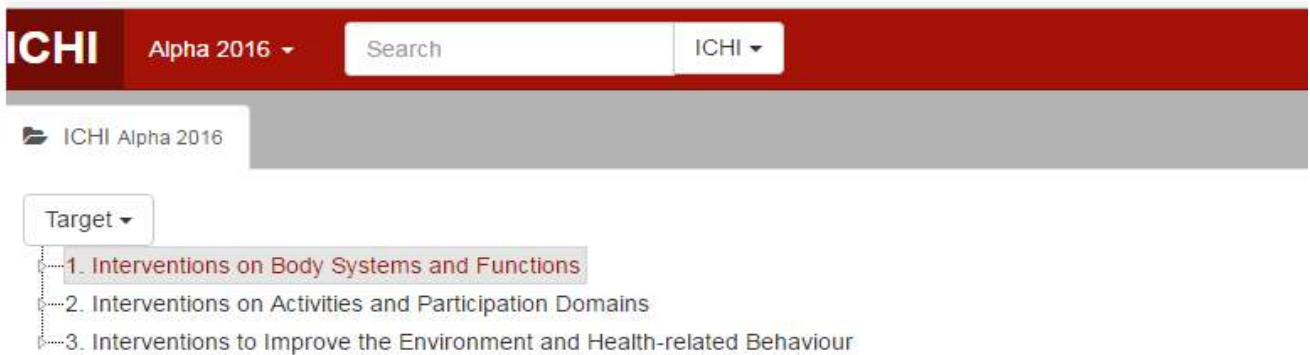 ICHI Alpha 2016 Search ICHI
ICHI Alpha 2016
Target
1. Interventions on Body Systems and Functions
2. Interventions on Activities and Participation Domains
3. Interventions to Improve the Environment and Health-related Behaviour